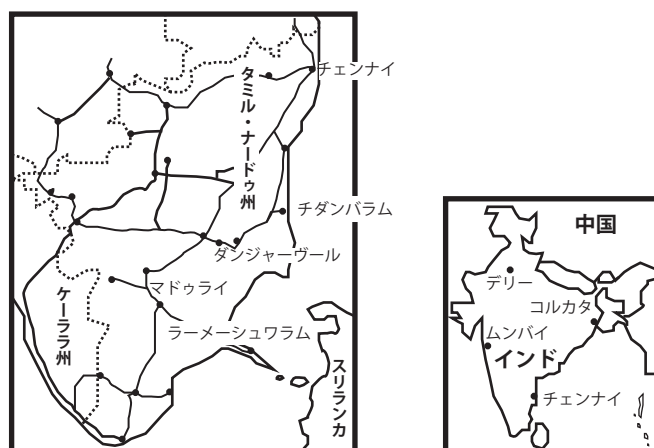 チェンナイ
タミル・ナードゥ州
チダンバラム
ダンジャーヴール
マドゥライ
ケーララ州
ラーメーシュワラム
スリランカ
中国
デリー
コルカタ
ムンバイ
インド
チェンナイ